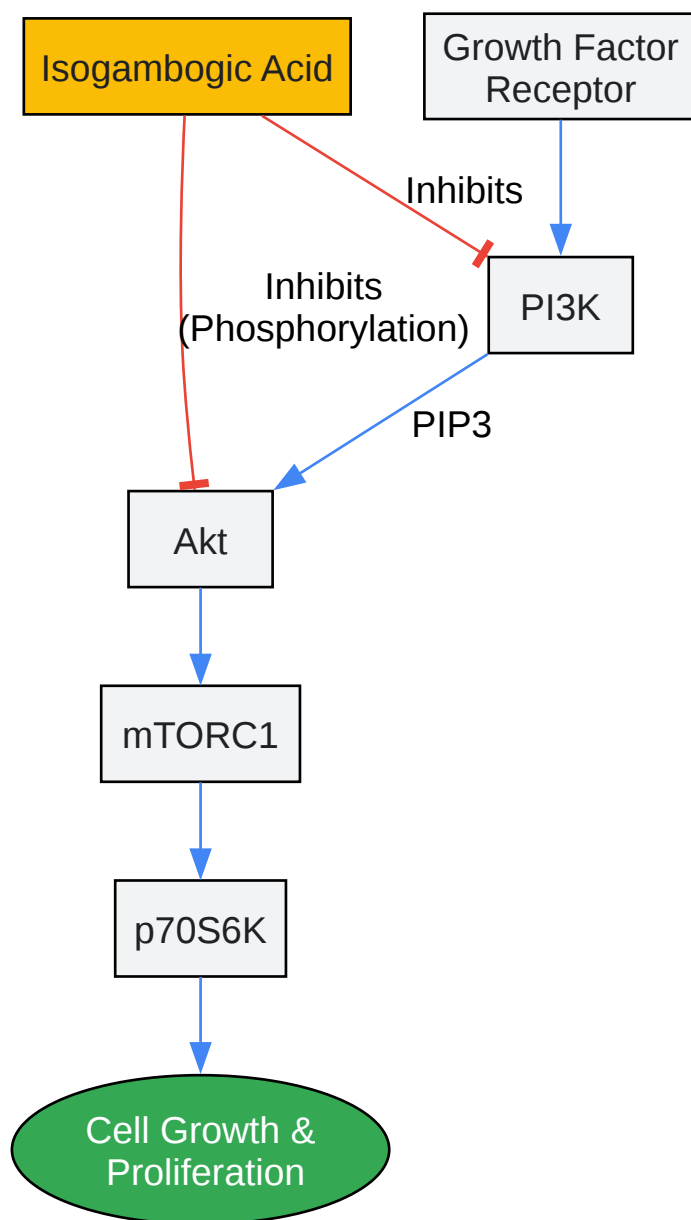 Isogambogic Acid
Growth Factor
Receptor
Inhibits
PI3K
Inhibits
(Phosphorylation)
PIP3
Akt
mTORC1
p70S6K
Cell Growth &
Proliferation